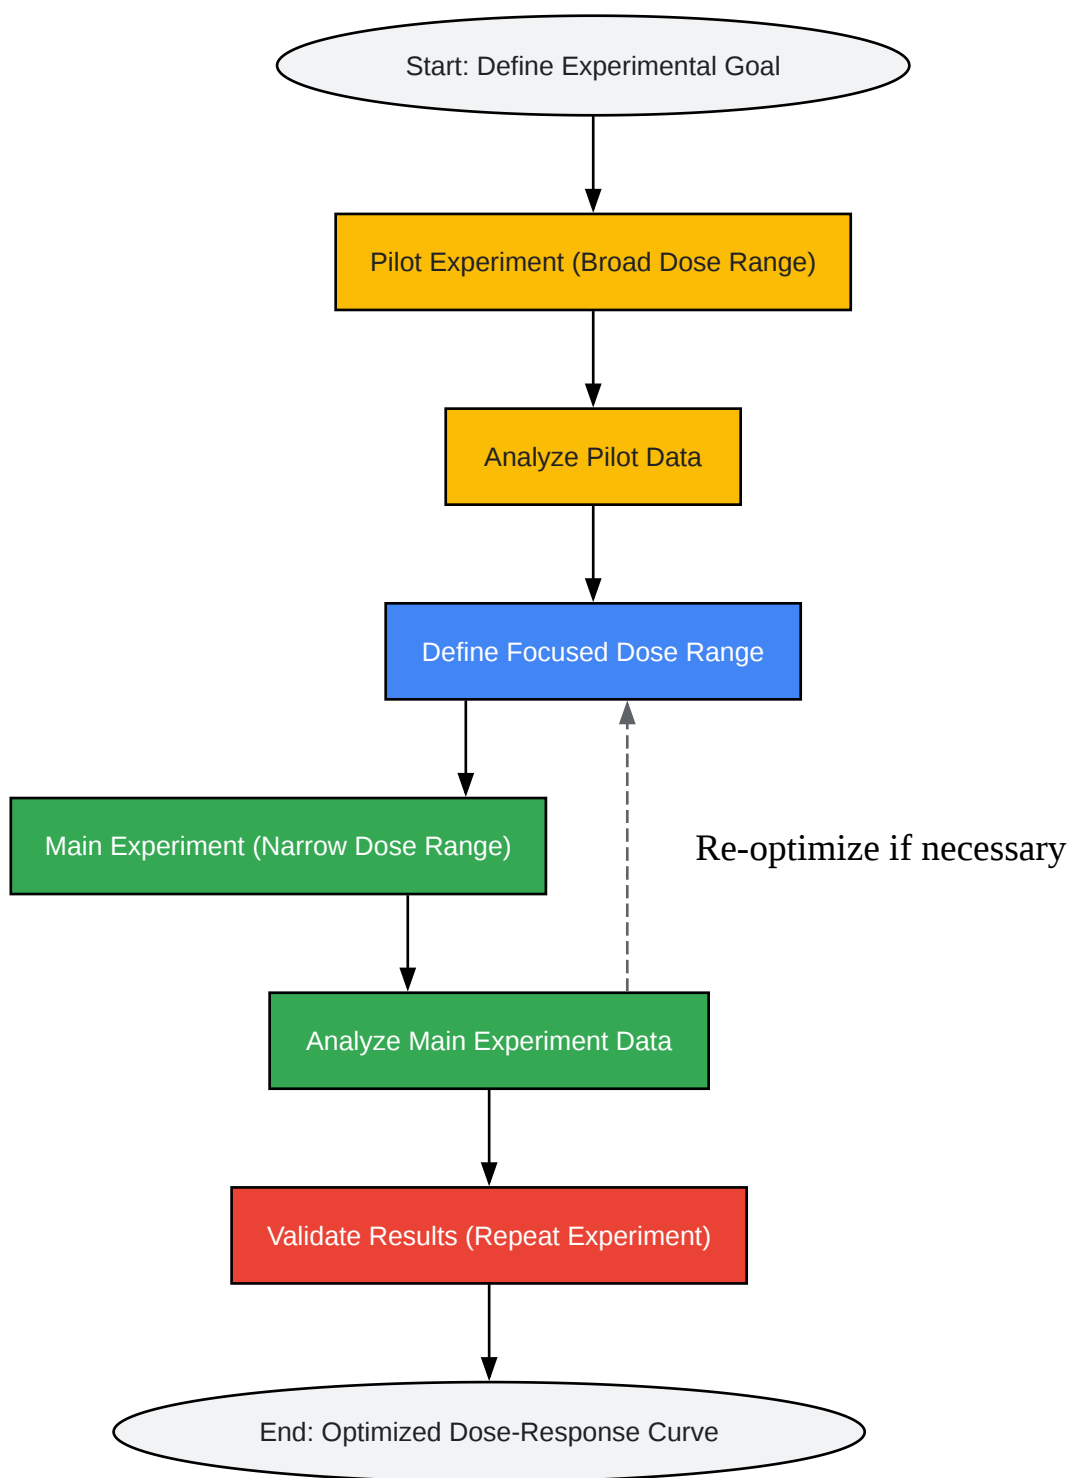 Start: Define Experimental Goal
Pilot Experiment (Broad Dose Range)
Analyze Pilot Data
Define Focused Dose Range
Main Experiment (Narrow Dose Range)
Re-optimize if necessary
Analyze Main Experiment Data
Validate Results (Repeat Experiment)
End: Optimized Dose-Response Curve